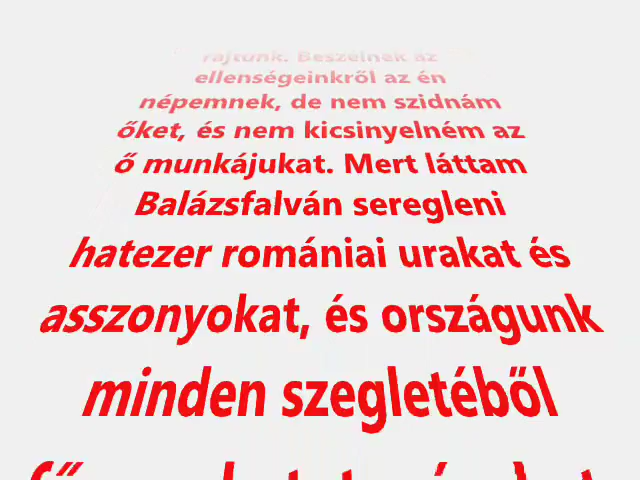 rajtunk. Beszélnék az
ellenségeinkről az én
népemnek, de nem szidnám
őket, és nem kicsinyelném az
ő munkájukat. Mert láttam
Balázsfalván seregleni
hatezer romániai urakat és
asszonyokat, és országunk
minden szegletéből